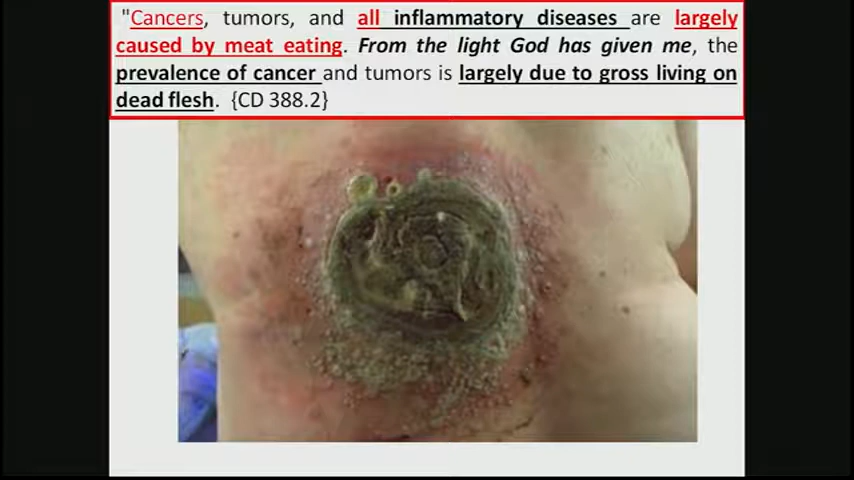 "Cancers, tumors, and all inflammatory diseases are largely
caused by meat eating. From the light God has given me, the
prevalence of cancer and tumors is largely due to gross living on
dead flesh. {CD 388.2}